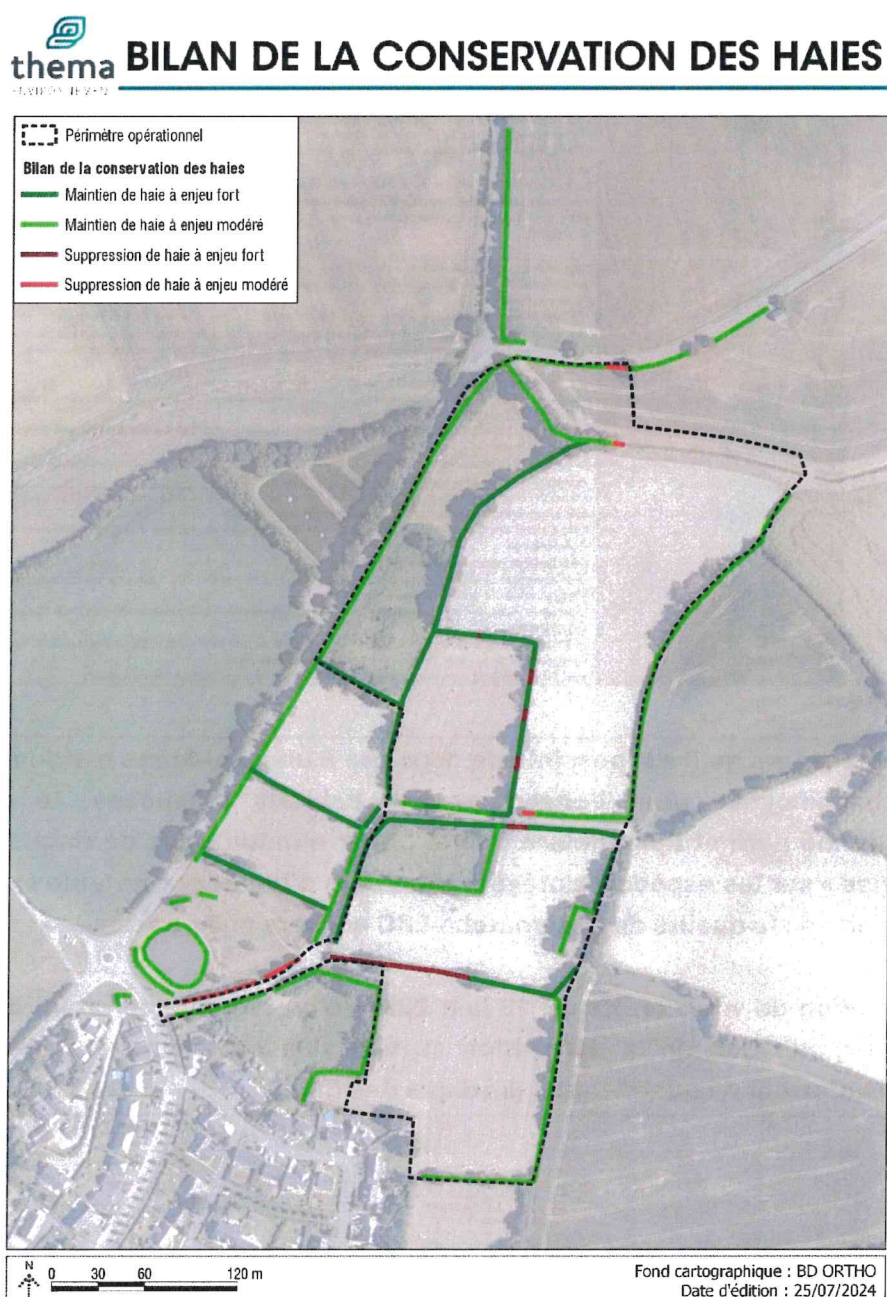 thema
ENVIRONNEMENT
BILAN DE LA CONSERVATION DES HAIES
Périmètre opérationnel
Bilan de la conservation des haies
Maintien de haie à enjeu fort
Maintien de haie à enjeu modéré
Suppression de haie à enjeu fort
Suppression de haie à enjeu modéré
N
0 30 60 120 m
Fond cartographique : BD ORTHO
Date d'édition : 25/07/2024